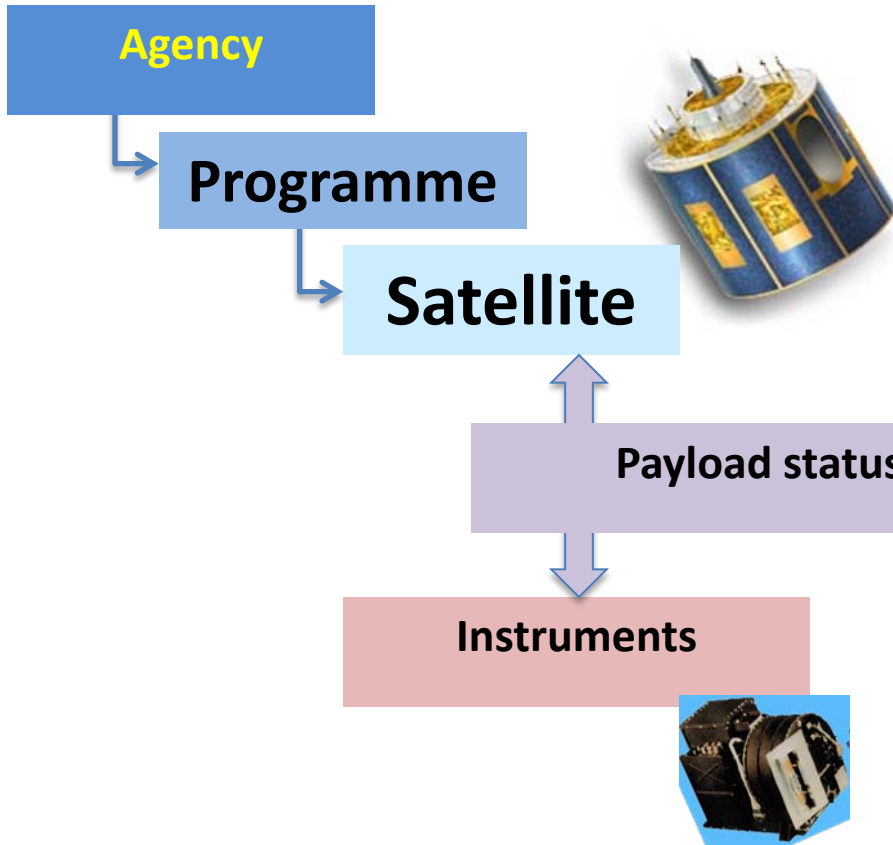 Agency
Programme
Satellite
Payload status
Instruments